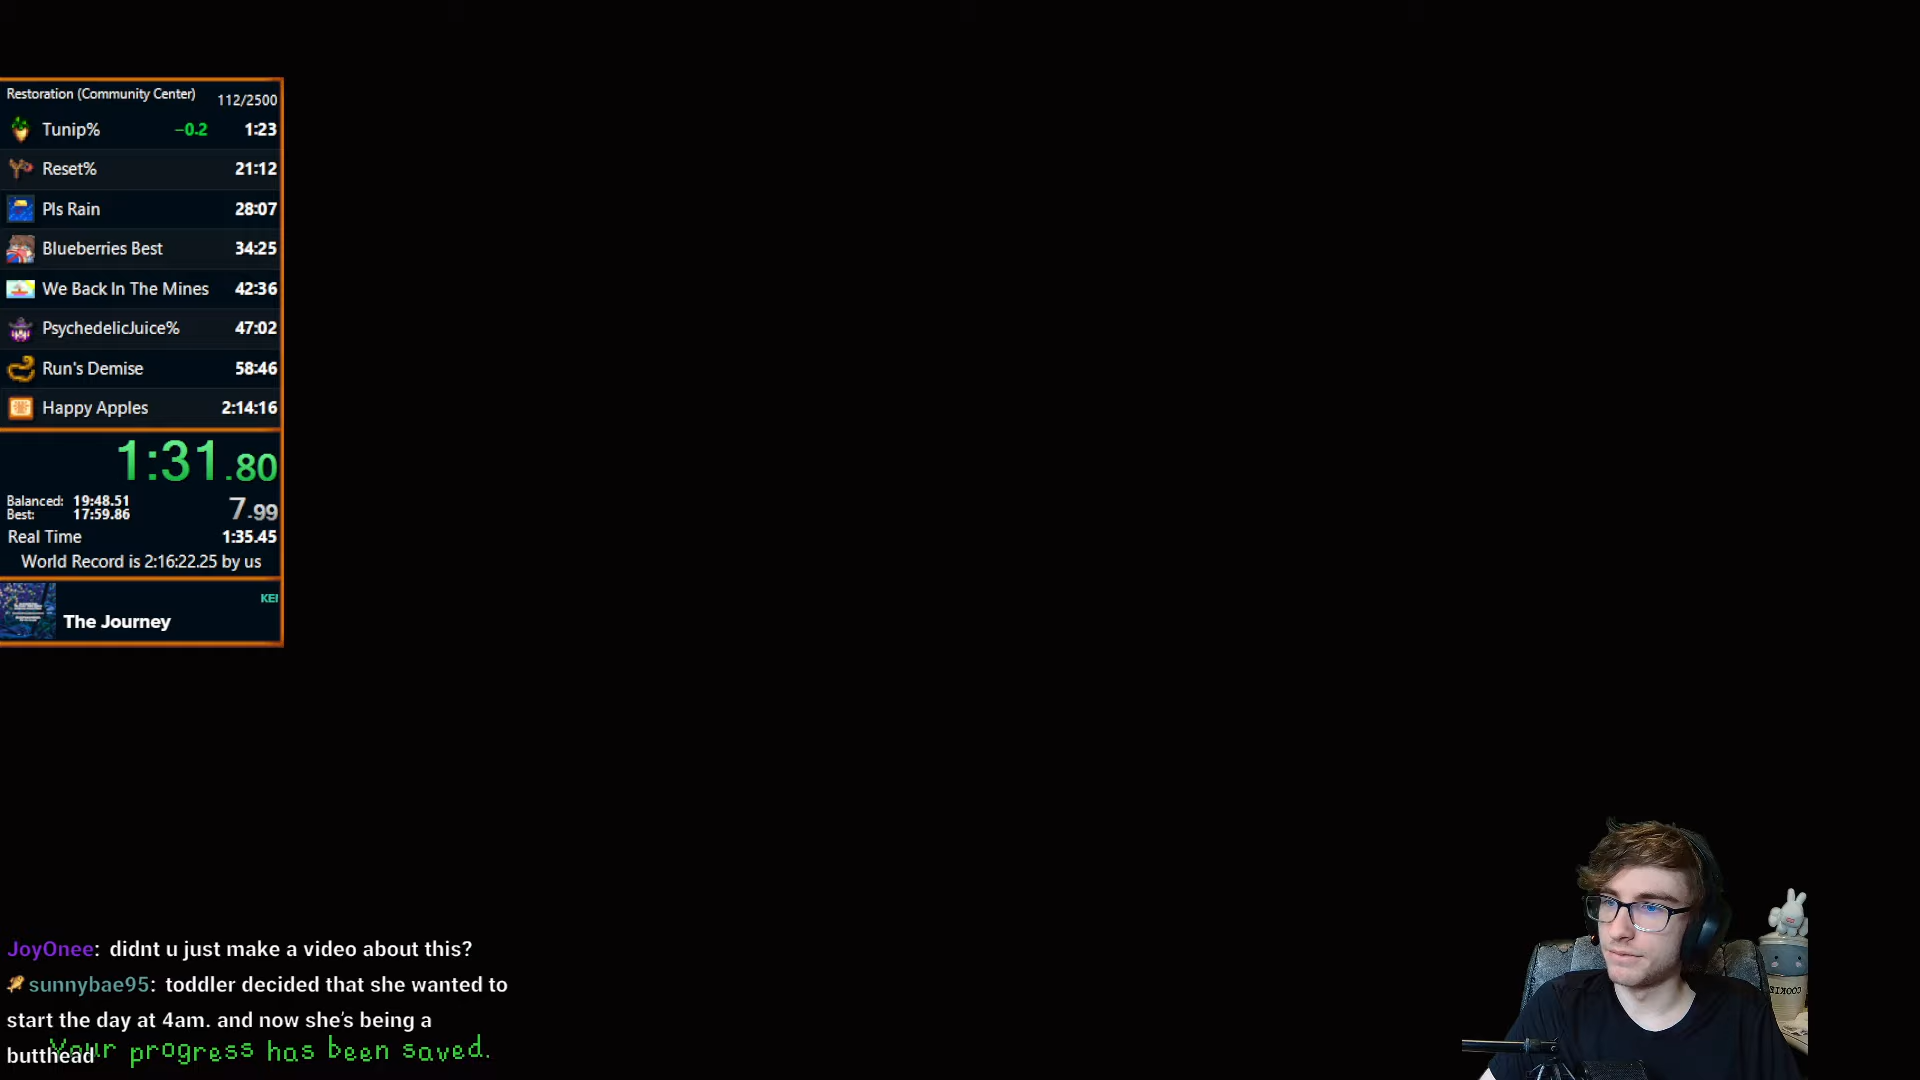 Restoration (Community Center) 112/2500
Tunip% −0.2 1:23
Reset% 21:12
Pls Rain 28:07
Blueberries Best 34:25
We Back In The Mines 42:36
PsychedelicJuice% 47:02
Run's Demise 58:46
Happy Apples 2:14:16
1:31.80
Balanced: 19:48.51
Best: 17:59.86
7.99
Real Time 1:35.45
World Record is 2:16:22.25 by us
KEI
The Journey
JoyOnee: didnt u just make a video about this?
sunnybae95: toddler decided that she wanted to
start the day at 4am. and now she's being a
butthead
Your progress has been saved.
COOKIE